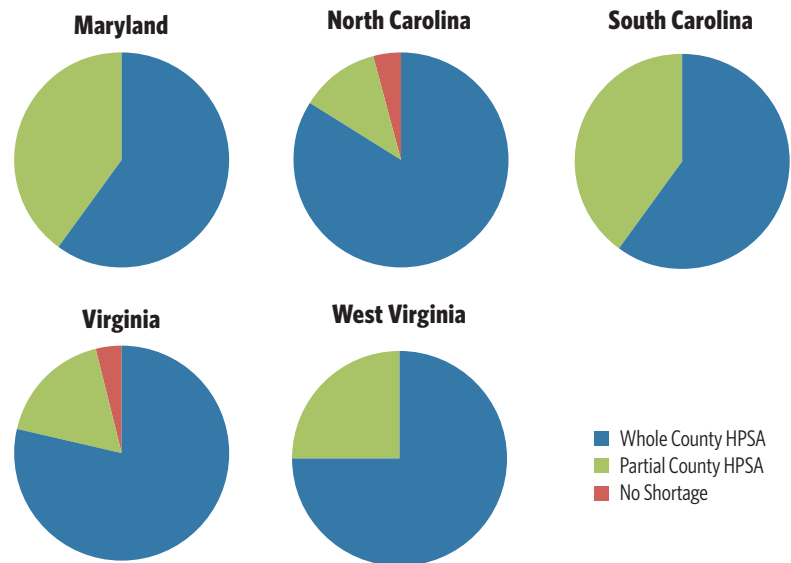 Maryland
North Carolina
South Carolina
Virginia
West Virginia
Whole County HPSA
Partial County HPSA
No Shortage